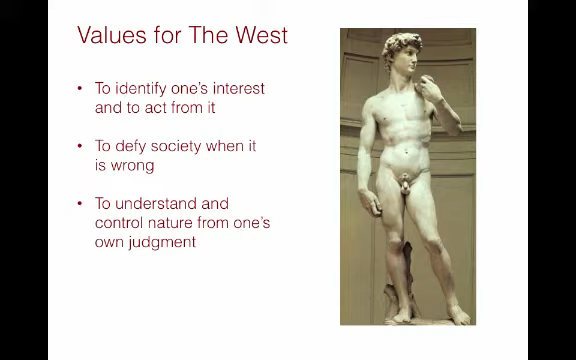 Values for The West
• To identify one's interest
and to act from it
• To defy society when it
is wrong
• To understand and
control nature from one's
own judgment